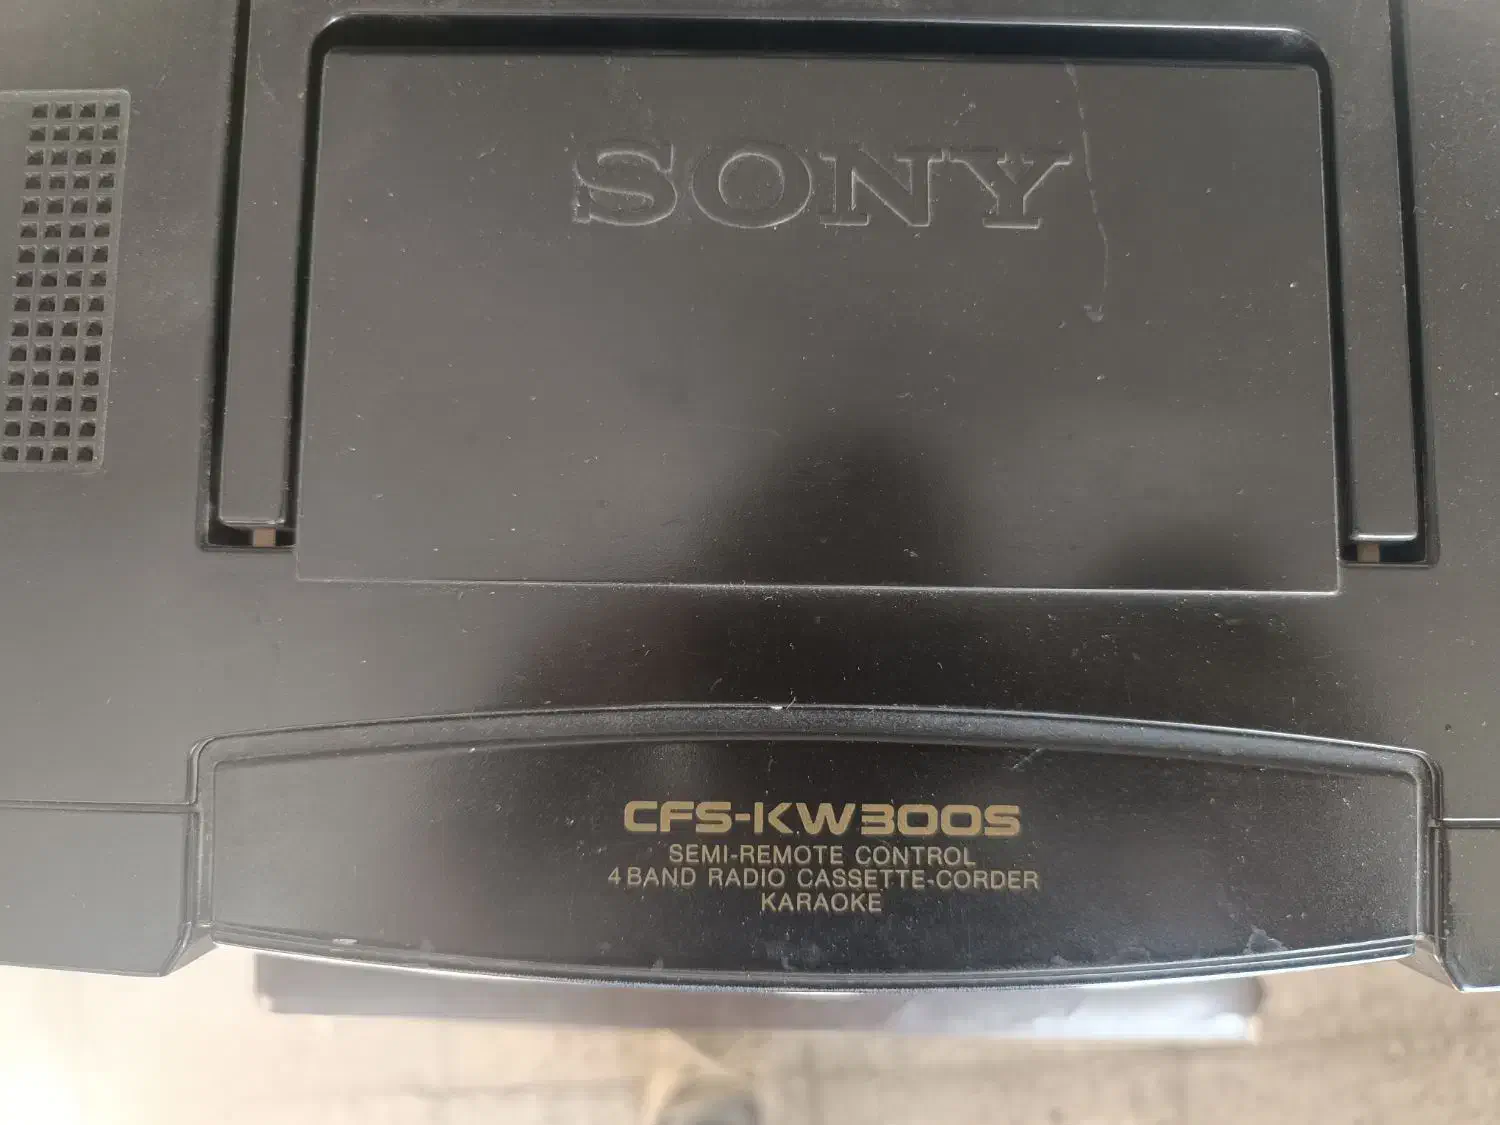 SONY
CFS-KW300S
SEMI-REMOTE CONTROL
4 BAND RADIO CASSETTE-CORDER
KARAOKE